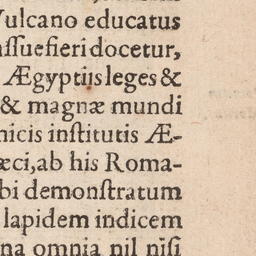 Vulcano educatus
aſſuefieri docetur,
Ægyptiis leges &
& magnæ mundi
nicis inſtitutis Æ-
æci, ab his Roma-
bi demonſtratum
lapidem indicem
na omnia nil niſi